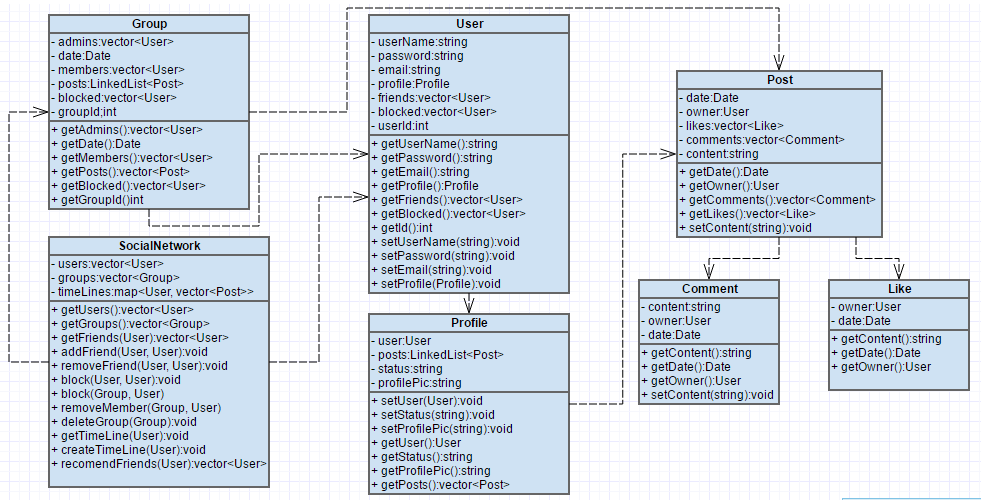 Group
- admins:vector<User>
- date:Date
- members:vector<User>
- posts:LinkedList<Post>
- blocked:vector<User>
- groupId;int
+ getAdmins():vector<User>
+ getDate():Date
+ getMembers():vector<User>
+ getPosts():vector<Post>
+ getBlocked():vector<User>
+ getGroupId()int
SocialNetwork
- users:vector<User>
- groups:vector<Group>
- timeLines:map<User, vector<Post>>
+ getUsers():vector<User>
+ getGroups():vector<Group>
+ getFriends(User):vector<User>
+ addFriend(User, User):void
+ removeFriend(User, User):void
+ block(User, User):void
+ block(Group, User)
+ removeMember(Group, User)
+ deleteGroup(Group):void
+ getTimeLine(User):void
+ createTimeLine(User):void
+ recomendFriends(User):vector<User>
User
- userName:string
- password:string
- email:string
- profile:Profile
- friends:vector<User>
- blocked:vector<User>
- userId:int
+ getUserName():string
+ getPassword():string
+ getEmail():string
+ getProfile():Profile
+ getFriends():vector<User>
+ getBlocked():vector<User>
+ getId():int
+ setUserName(string):void
+ setPassword(string):void
+ setEmail(string):void
+ setProfile(Profile):void
Profile
- user:User
- posts:LinkedList<Post>
- status:string
- profilePic:string
+ setUser(User):void
+ setStatus(string):void
+ setProfilePic(string):void
+ getUser():User
+ getStatus():string
+ getProfilePic():string
+ getPosts():vector<Post>
Post
- date:Date
- owner:User
- likes:vector<Like>
- comments:vector<Comment>
- content:string
+ getDate():Date
+ getOwner():User
+ getComments():vector<Comment>
+ getLikes():vector<Like>
+ setContent(string):void
Comment
- content:string
- owner:User
- date:Date
+ getContent():string
+ getDate():Date
+ getOwner():User
+ setContent(string):void
Like
- owner:User
- date:Date
+ getContent():string
+ getDate():Date
+ getOwner():User